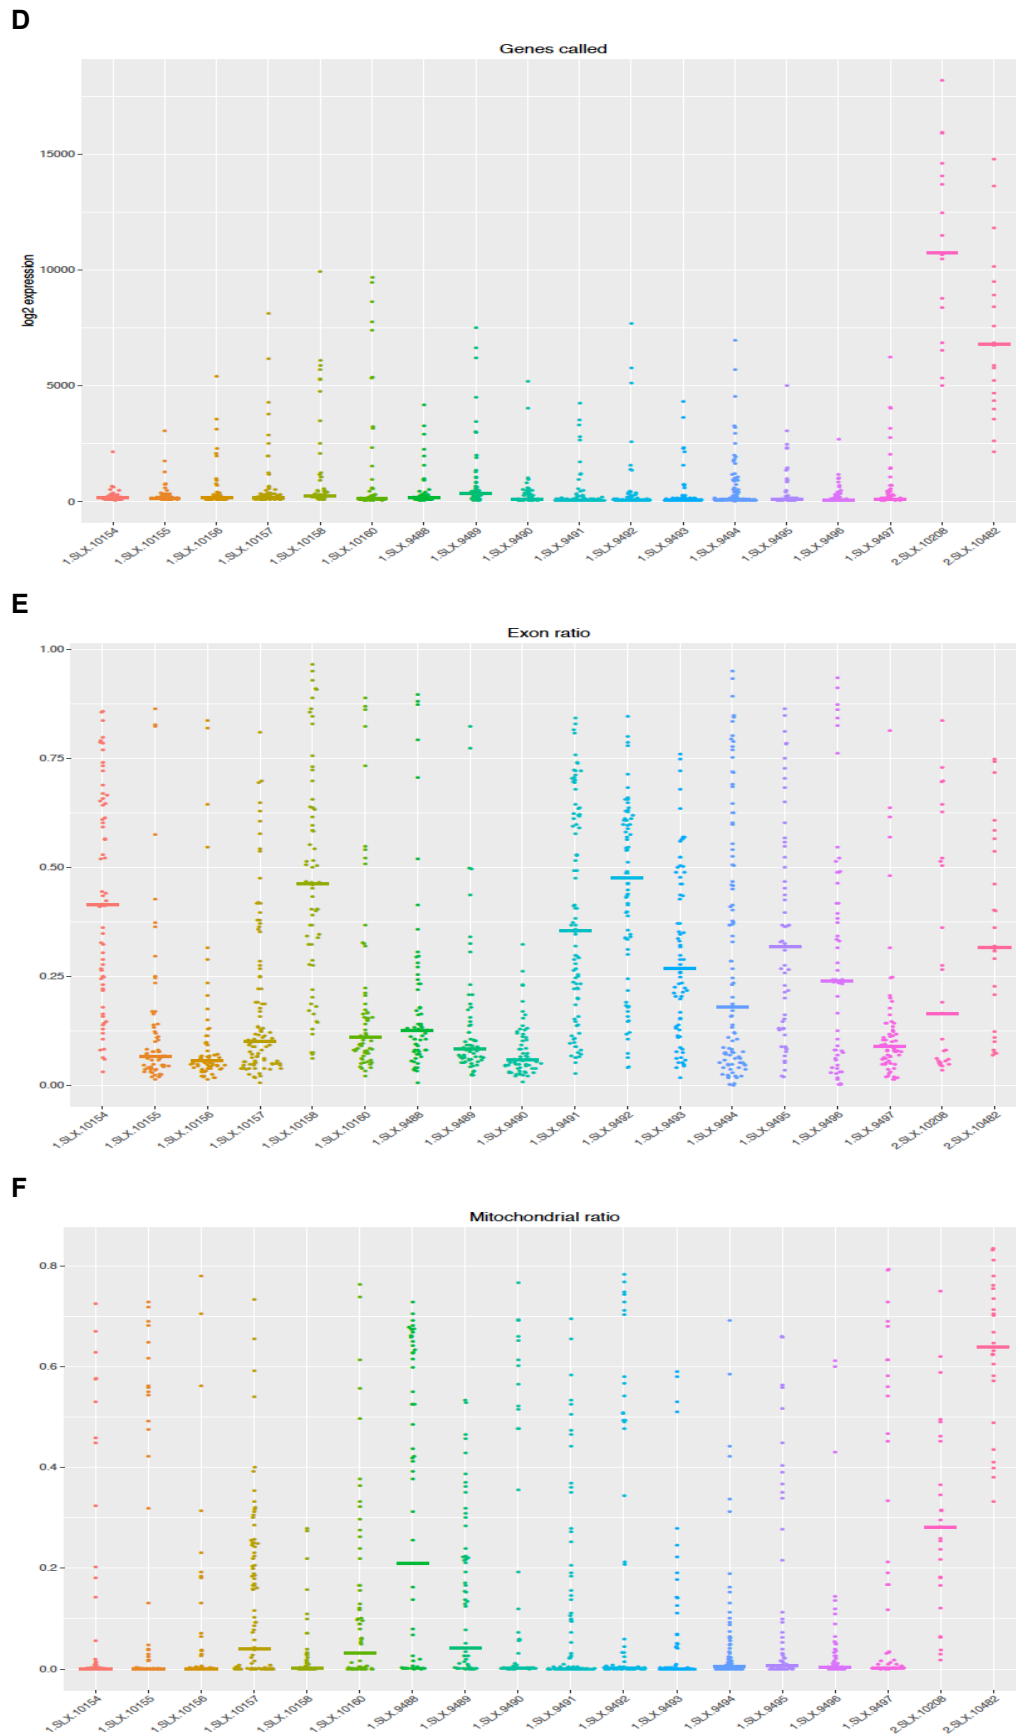 D
Genes called
15000
10000
5000
0
log2 expression
1.SLX.10154 1.SLX.10155 1.SLX.10156 1.SLX.10157 1.SLX.10158 1.SLX.10160 1.SLX.9488 1.SLX.9489 1.SLX.9490 1.SLX.9491 1.SLX.9492 1.SLX.9493 1.SLX.9494 1.SLX.9495 1.SLX.9496 1.SLX.9497 2.SLX.10208 2.SLX.10482
E
Exon ratio
1.00
0.75
0.50
0.25
0.00
1.SLX.10154 1.SLX.10155 1.SLX.10156 1.SLX.10157 1.SLX.10158 1.SLX.10160 1.SLX.9488 1.SLX.9489 1.SLX.9490 1.SLX.9491 1.SLX.9492 1.SLX.9493 1.SLX.9494 1.SLX.9495 1.SLX.9496 1.SLX.9497 2.SLX.10208 2.SLX.10482
F
Mitochondrial ratio
0.8
0.6
0.4
0.2
0.0
1.SLX.10154 1.SLX.10155 1.SLX.10156 1.SLX.10157 1.SLX.10158 1.SLX.10160 1.SLX.9488 1.SLX.9489 1.SLX.9490 1.SLX.9491 1.SLX.9492 1.SLX.9493 1.SLX.9494 1.SLX.9495 1.SLX.9496 1.SLX.9497 2.SLX.10208 2.SLX.10482